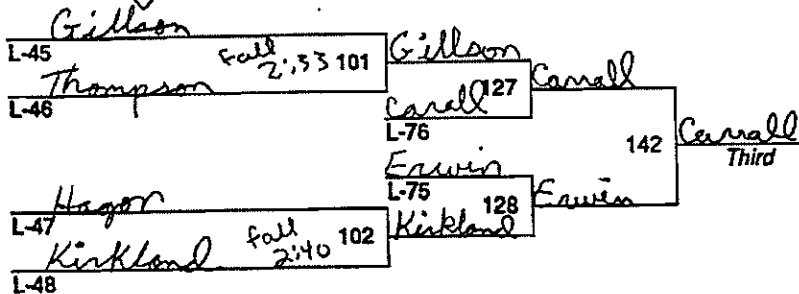 Gillson
L-45
fall
2:33 101
Thompson
L-46
Gillson
127
Carall
L-76
Carrall
142
Carrall
Third
Erwin
L-75
128
Kirkland
Erwin
Hagon
L-47
fall
2:40 102
Kirkland
L-48